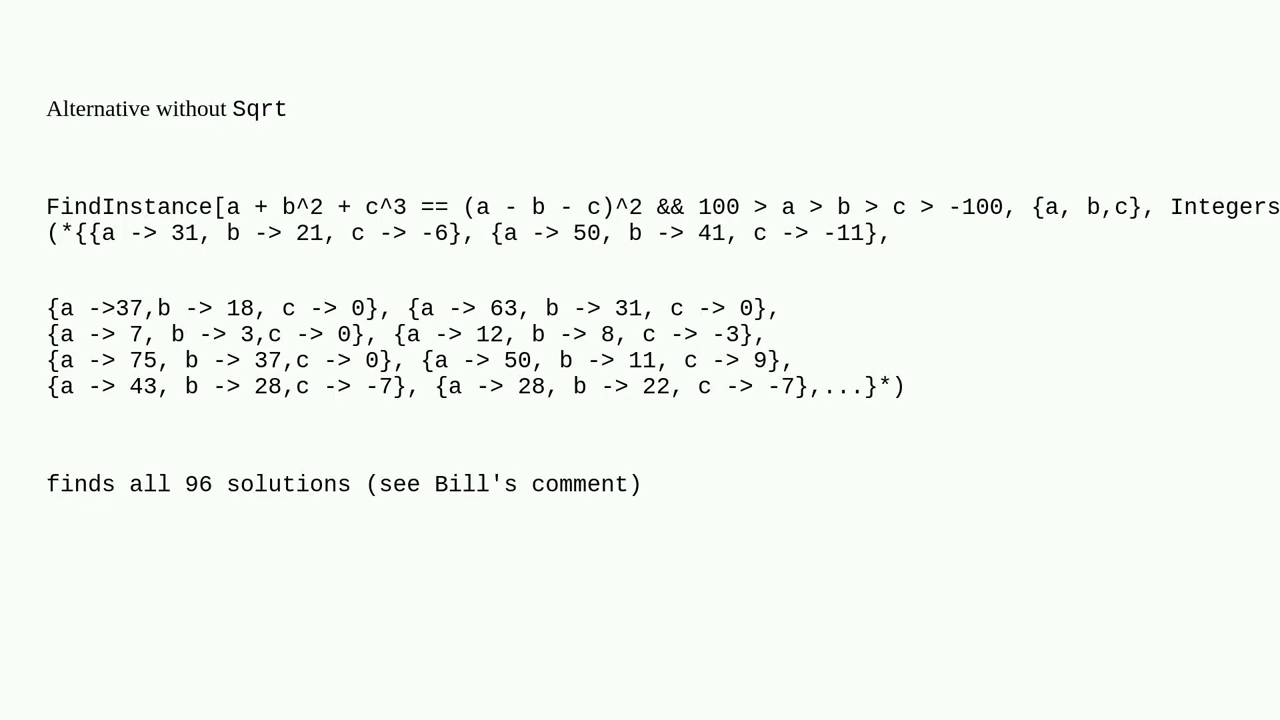 Alternative without Sqrt
FindInstance[a + b^2 + c^3 == (a - b - c)^2 && 100 > a > b > c > -100, {a, b,c}, Integers
(*{{a -> 31, b -> 21, c -> -6}, {a -> 50, b -> 41, c -> -11},
{a ->37,b -> 18, c -> 0}, {a -> 63, b -> 31, c -> 0},
{a -> 7, b -> 3,c -> 0}, {a -> 12, b -> 8, c -> -3},
{a -> 75, b -> 37,c -> 0}, {a -> 50, b -> 11, c -> 9},
{a -> 43, b -> 28,c -> -7}, {a -> 28, b -> 22, c -> -7},...}*)
finds all 96 solutions (see Bill's comment)